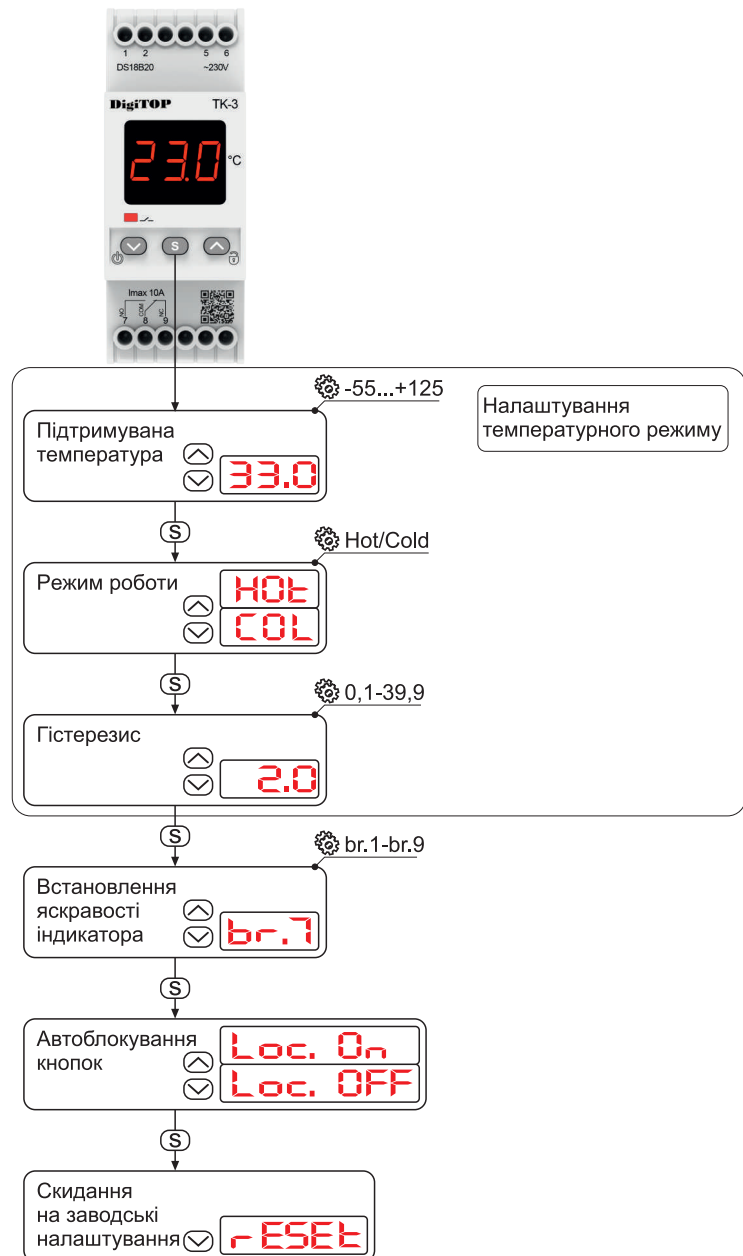 1 2 5 6
DS18B20 ~230V
DigiTOP TK-3
23.0 °C
S
Imax 10A
NO COM NC
7 8 9
-55...+125
Налаштування
температурного режиму
Підтримувана
температура
33.0
S
Hot/Cold
Режим роботи
HOt
COL
S
0,1-39,9
Гістерезис
2.0
S
br.1-br.9
Встановлення
яскравості
індикатора
br.7
S
Автоблокування
кнопок
Loc. On
Loc. OFF
S
Скидання
на заводські
налаштування
rESEt